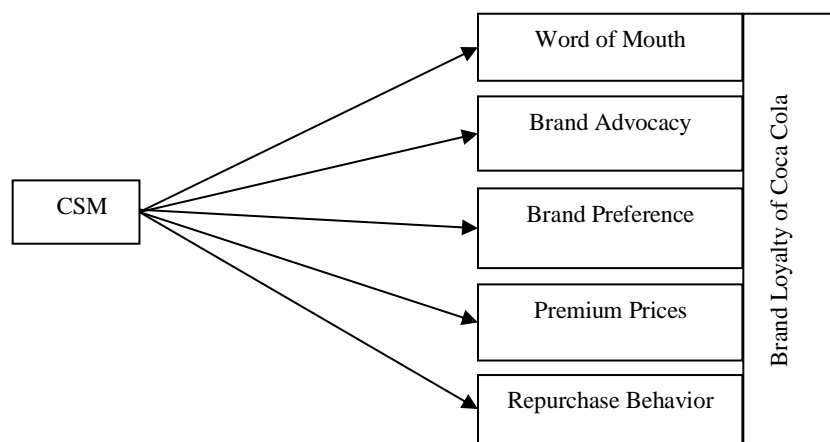 Word of Mouth
Brand Advocacy
CSM
Brand Preference
Premium Prices
Repurchase Behavior
Brand Loyalty of Coca Cola